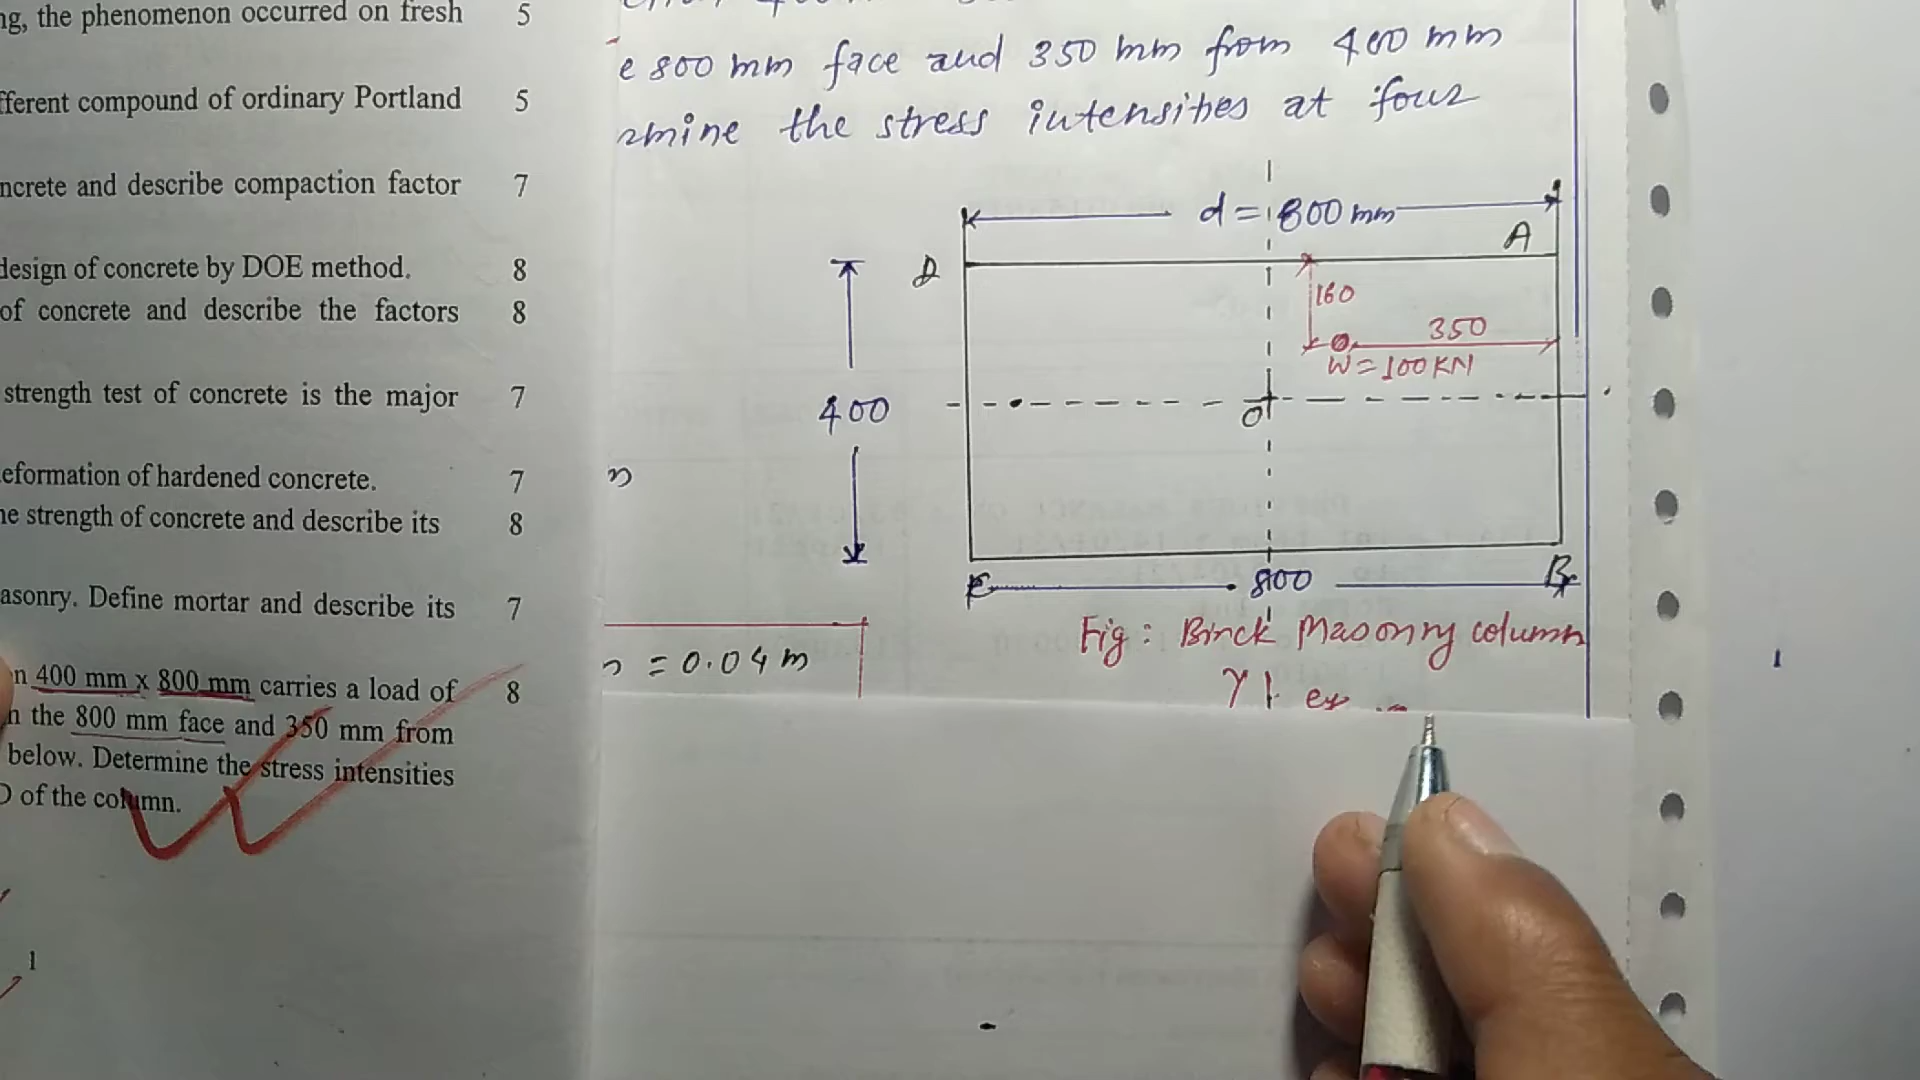 ng, the phenomenon occurred on fresh 5
fferent compound of ordinary Portland 5
ncrete and describe compaction factor 7
design of concrete by DOE method. 8
of concrete and describe the factors 8
strength test of concrete is the major 7
eformation of hardened concrete. 7
he strength of concrete and describe its 8
asonry. Define mortar and describe its 7
n 400 mm x 800 mm carries a load of 8
n the 800 mm face and 350 mm from
below. Determine the stress intensities
D of the column.
1
e 800 mm face and 350 mm from 400 mm
rmine the stress intensities at four
d = 800 mm
D A
160
350
W = 100 KN
400
O
n
800
B
Fig: Brick Masonry column
n = 0.04 m